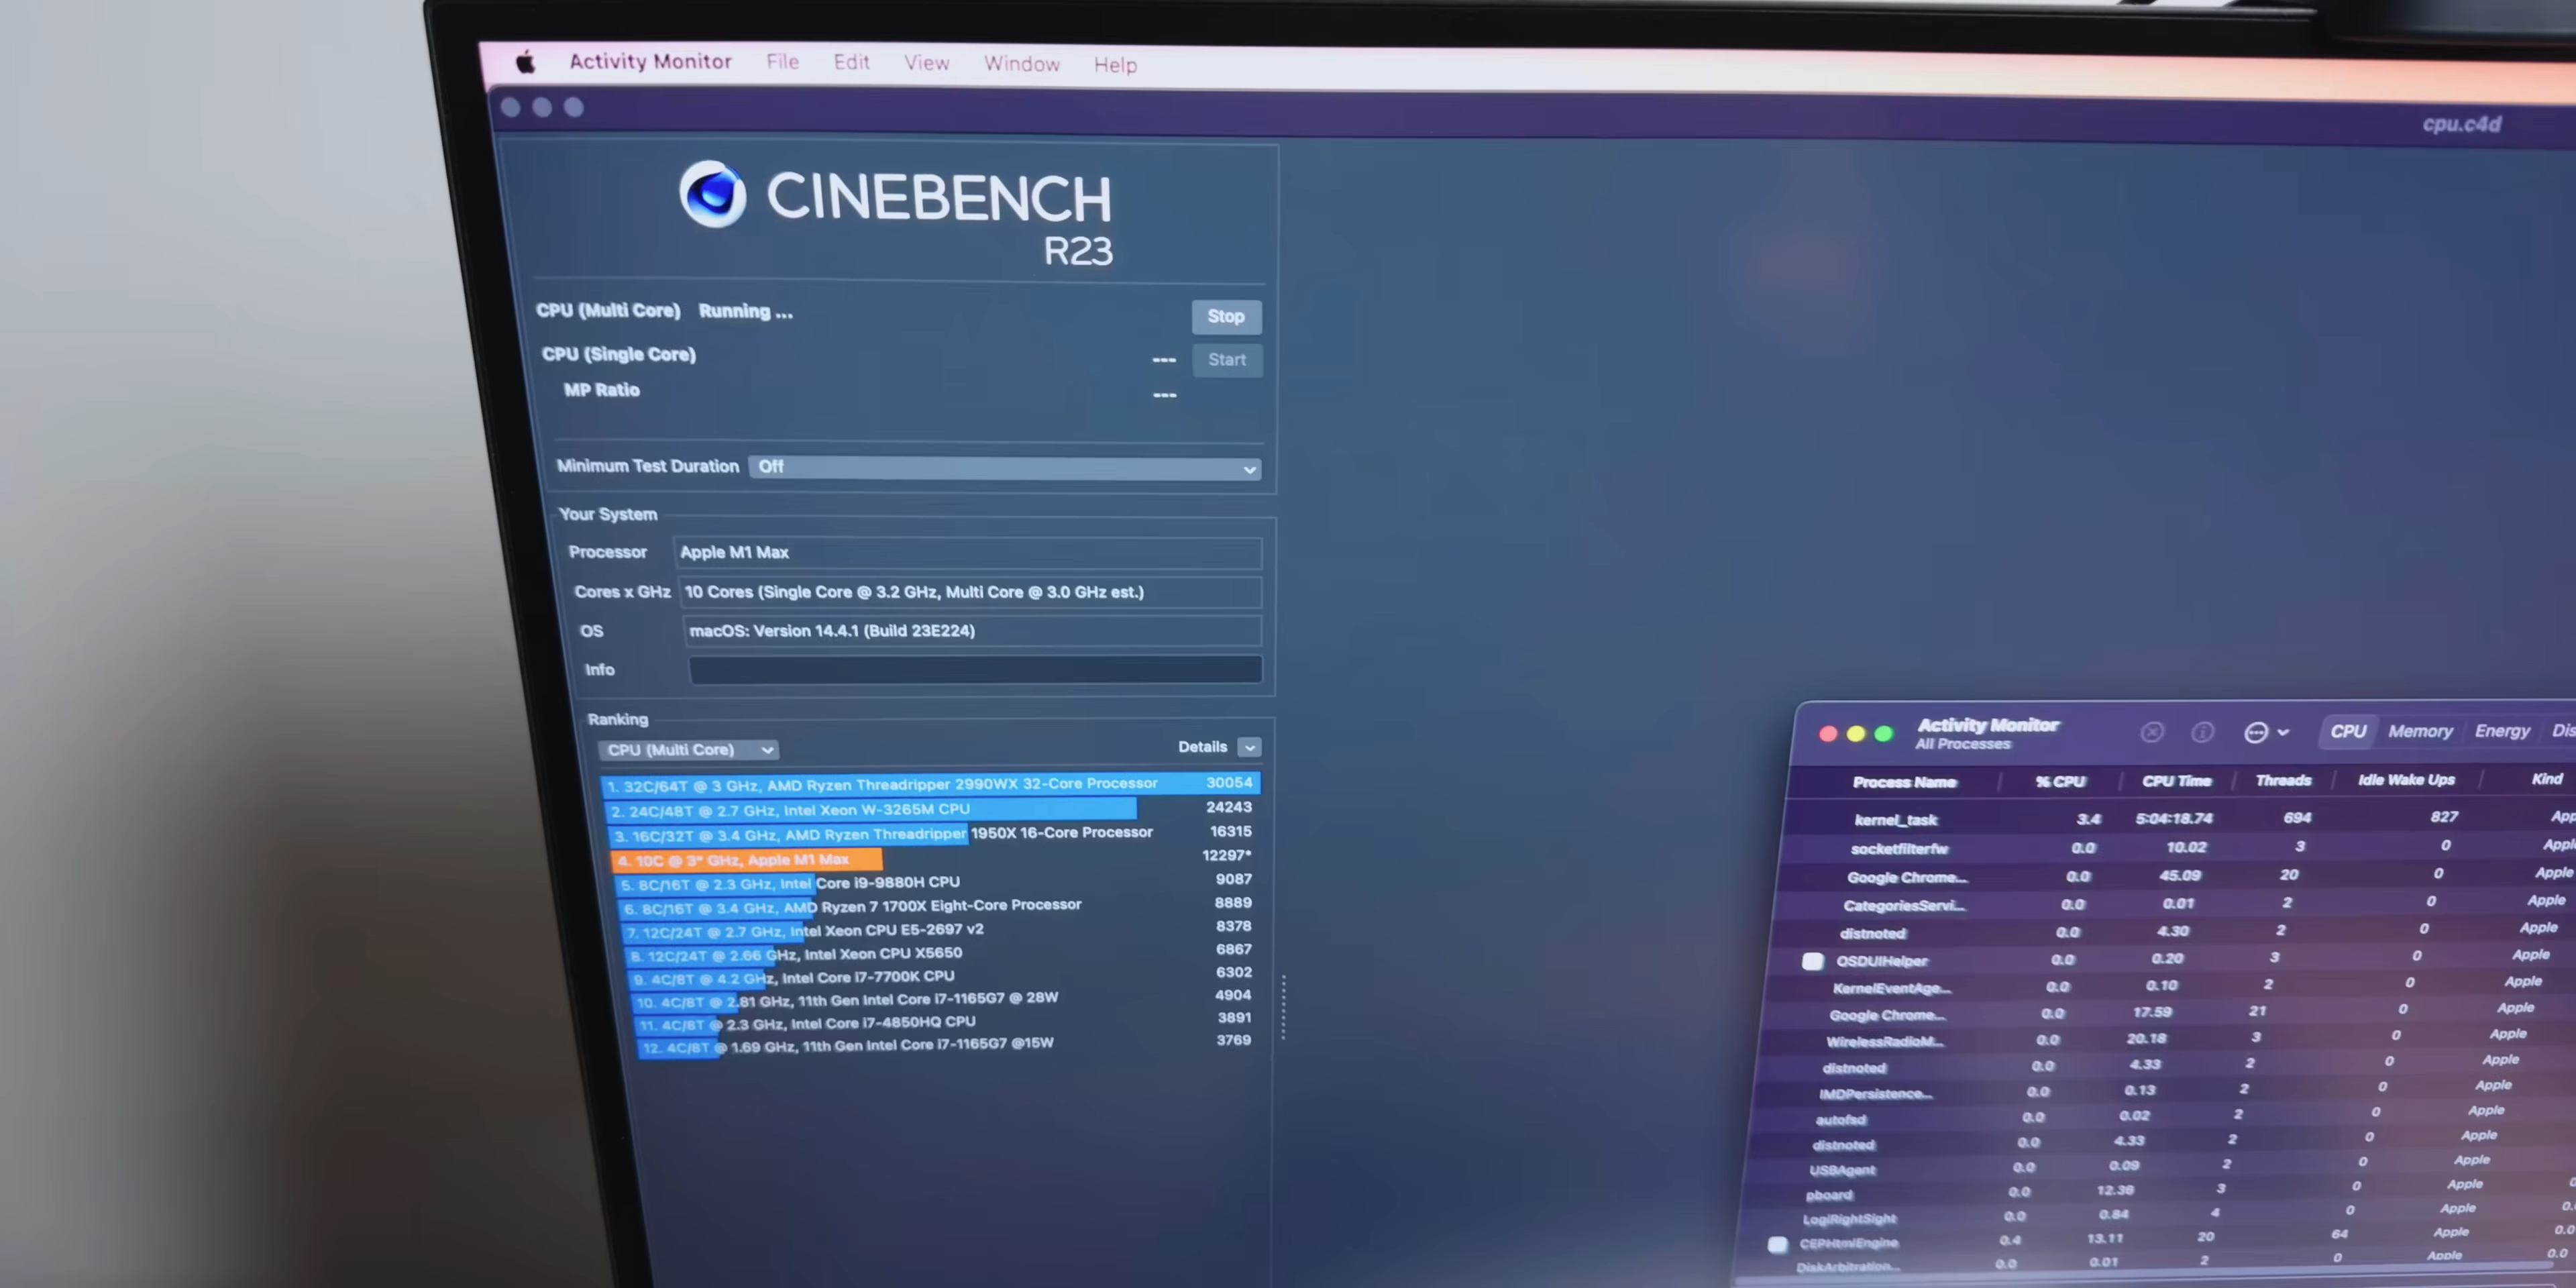 Activity Monitor File Edit View Window Help
cpu.c4d
CINEBENCH
R23
CPU (Multi Core) Running ... Stop
CPU (Single Core) --- Start
MP Ratio ---
Minimum Test Duration Off
Your System
Processor Apple M1 Max
Cores x GHz 10 Cores (Single Core @ 3.2 GHz, Multi Core @ 3.0 GHz est.)
OS macOS: Version 14.4.1 (Build 23E224)
Info
Ranking
CPU (Multi Core) Details
1. 32C/64T @ 3 GHz, AMD Ryzen Threadripper 2990WX 32-Core Processor 30054
2. 24C/48T @ 2.7 GHz, Intel Xeon W-3265M CPU 24243
3. 16C/32T @ 3.4 GHz, AMD Ryzen Threadripper 1950X 16-Core Processor 16315
4. 10C @ 3* GHz, Apple M1 Max 12297*
5. 8C/16T @ 2.3 GHz, Intel Core i9-9880H CPU 9087
6. 8C/16T @ 3.4 GHz, AMD Ryzen 7 1700X Eight-Core Processor 8889
7. 12C/24T @ 2.7 GHz, Intel Xeon CPU E5-2697 v2 8378
8. 12C/24T @ 2.66 GHz, Intel Xeon CPU X5650 6867
9. 4C/8T @ 4.2 GHz, Intel Core i7-7700K CPU 6302
10. 4C/8T @ 2.81 GHz, 11th Gen Intel Core i7-1165G7 @ 28W 4904
11. 4C/8T @ 2.3 GHz, Intel Core i7-4850HQ CPU 3891
12. 4C/8T @ 1.69 GHz, 11th Gen Intel Core i7-1165G7 @15W 3769
Activity Monitor
All Processes
CPU Memory Energy Dis
Process Name % CPU CPU Time Threads Idle Wake Ups Kind
kernel_task 3.4 5:04:18.74 694 827 App
socketfilterfw 0.0 10.02 3 0 Apple
Google Chrome... 0.0 45.09 20 0 Apple
CategoriesServi... 0.0 0.01 2 0 Apple
distnoted 0.0 4.30 2 0 Apple
OSDUIHelper 0.0 0.20 3 0 Apple
KernelEventAge... 0.0 0.10 2 0 Apple
Google Chrome... 0.0 17.59 21 0 Apple
WirelessRadioM... 0.0 20.18 3 0 Apple
distnoted 0.0 4.33 2 0 Apple
IMDPersistence... 0.0 0.13 2 0 Apple
autofsd 0.0 0.02 2 0 Apple
distnoted 0.0 4.33 2 0 Apple
USBAgent 0.0 0.09 2 0 Apple
pboard 0.0 12.36 3 0 Apple
LogiRightSight 0.0 0.84 4 0 Apple 0.
CEPHtmlEngine 0.4 13.11 20 64 Apple 0.0
DiskArbitration... 0.0 0.01 2 0 Apple 0.0